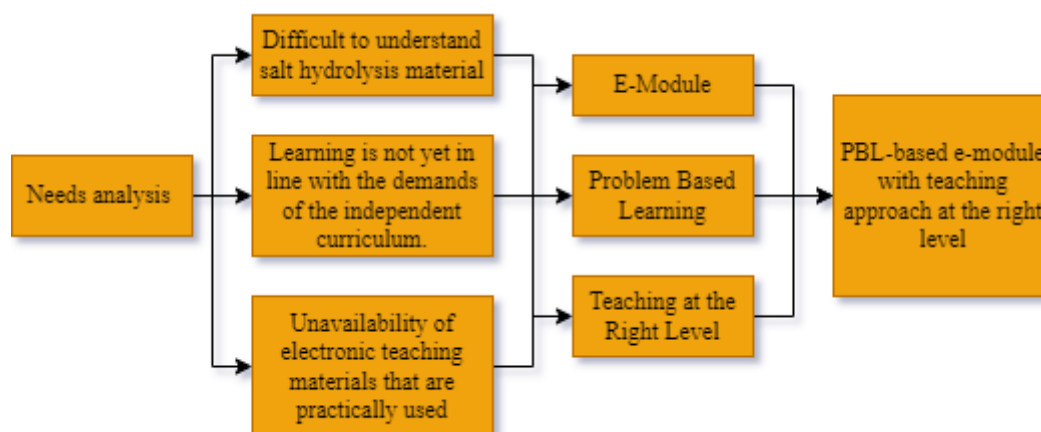 Needs analysis
Difficult to understand
salt hydrolysis material
Learning is not yet in
line with the demands
of the independent
curriculum.
Unavailability of
electronic teaching
materials that are
practically used
E-Module
Problem Based
Learning
Teaching at the
Right Level
PBL-based e-module
with teaching
approach at the right
level